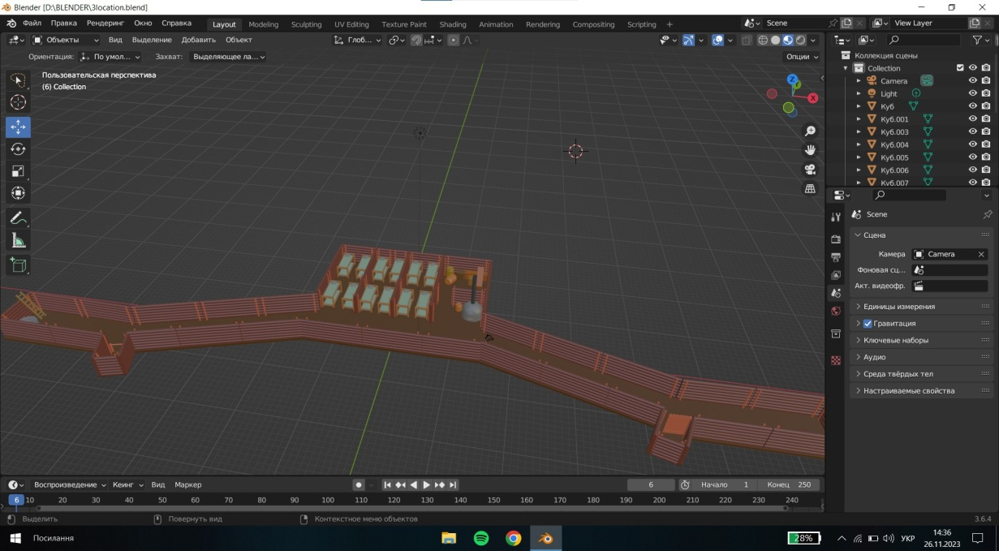 Blender [D:\BLENDER\3location.blend]
Файл Правка Рендеринг Окно Справка Layout Modeling Sculpting UV Editing Texture Paint Shading Animation Rendering Compositing Scripting + Scene View Layer
Объекты Вид Выделение Добавить Объект Глоб...
Ориентация: По умол... Захват: Выделяющее ла... Опции
Пользовательская перспектива
(6) Collection
Z
Y
X
Коллекция сцены
Collection
Camera
Light
Куб
Куб.001
Куб.003
Куб.004
Куб.005
Куб.006
Куб.007
Scene
Сцена
Камера Camera
Фоновая сц...
Акт. видеофр.
Единицы измерения
Гравитация
Ключевые наборы
Аудио
Среда твёрдых тел
Настраиваемые свойства
Воспроизведение Кеинг Вид Маркер 6 Начало 1 Конец 250
6 10 20 30 40 50 60 70 80 90 100 110 120 130 140 150 160 170 180 190 200 210 220 230 240
Выделить Повернуть вид Контекстное меню объектов 3.6.4
Посилання 28% УКР 14:36
26.11.2023